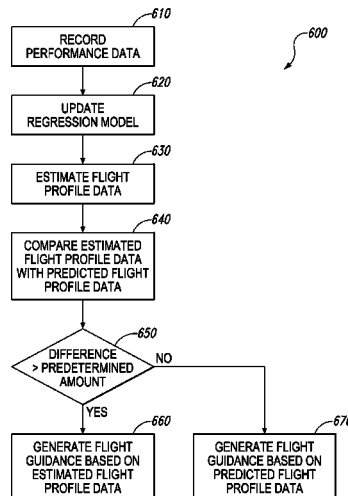 610
RECORD
PERFORMANCE DATA
600
620
UPDATE
REGRESSION MODEL
630
ESTIMATE FLIGHT
PROFILE DATA
640
COMPARE ESTIMATED
FLIGHT PROFILE DATA
WITH PREDICTED FLIGHT
PROFILE DATA
650
DIFFERENCE
> PREDETERMINED
AMOUNT
NO
YES
660
GENERATE FLIGHT
GUIDANCE BASED ON
ESTIMATED FLIGHT
PROFILE DATA
670
GENERATE FLIGHT
GUIDANCE BASED ON
PREDICTED FLIGHT
PROFILE DATA